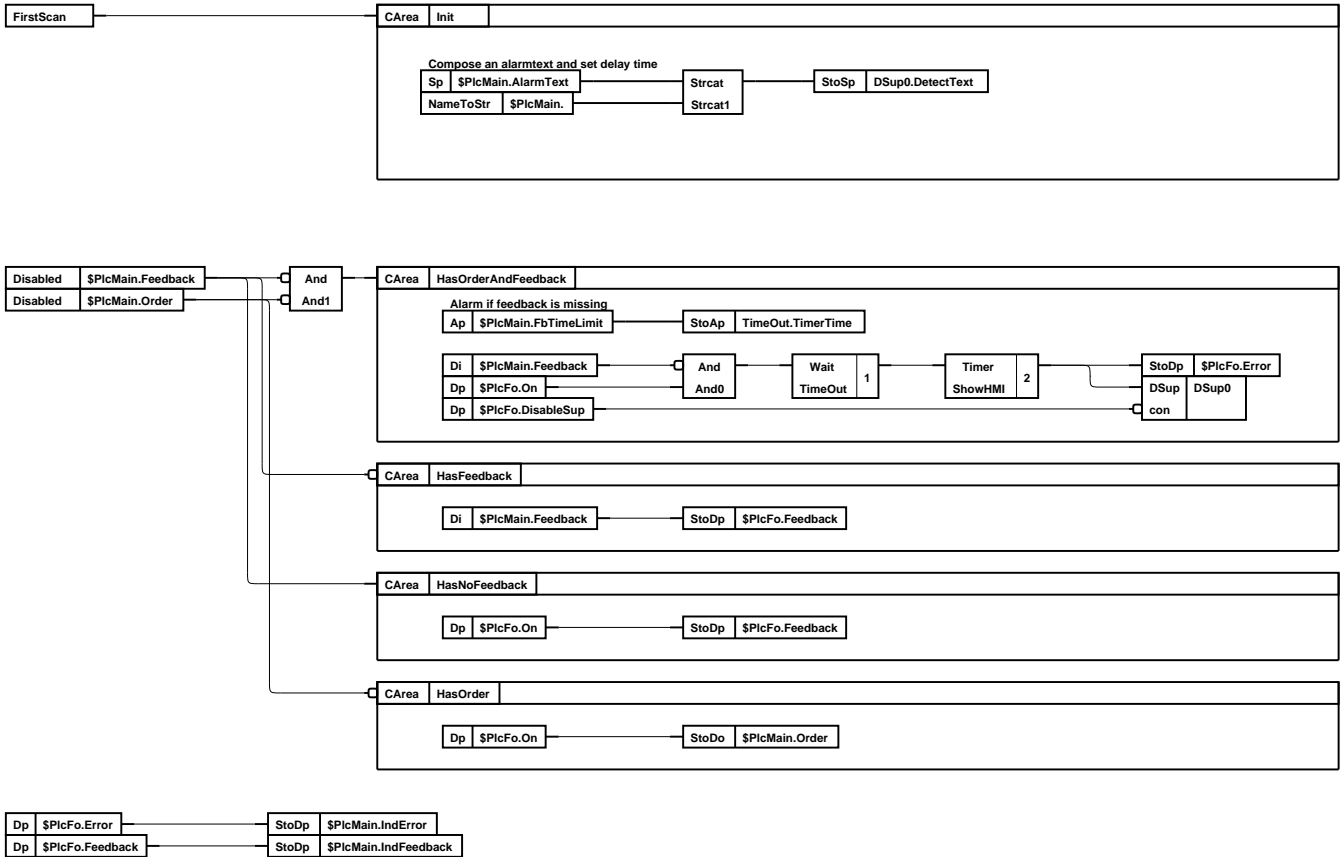 FirstScan CArea Init
Compose an alarmtext and set delay time
Sp $PlcMain.AlarmText Strcat StoSp DSup0.DetectText
NameToStr $PlcMain. Strcat1
Disabled $PlcMain.Feedback And CArea HasOrderAndFeedback
Disabled $PlcMain.Order And1
Alarm if feedback is missing
Ap $PlcMain.FbTimeLimit StoAp TimeOut.TimerTime
Di $PlcMain.Feedback And Wait 1 Timer 2 StoDp $PlcFo.Error
Dp $PlcFo.On And0 TimeOut ShowHMI DSup DSup0
Dp $PlcFo.DisableSup con
CArea HasFeedback
Di $PlcMain.Feedback StoDp $PlcFo.Feedback
CArea HasNoFeedback
Dp $PlcFo.On StoDp $PlcFo.Feedback
CArea HasOrder
Dp $PlcFo.On StoDo $PlcMain.Order
Dp $PlcFo.Error StoDp $PlcMain.IndError
Dp $PlcFo.Feedback StoDp $PlcMain.IndFeedback